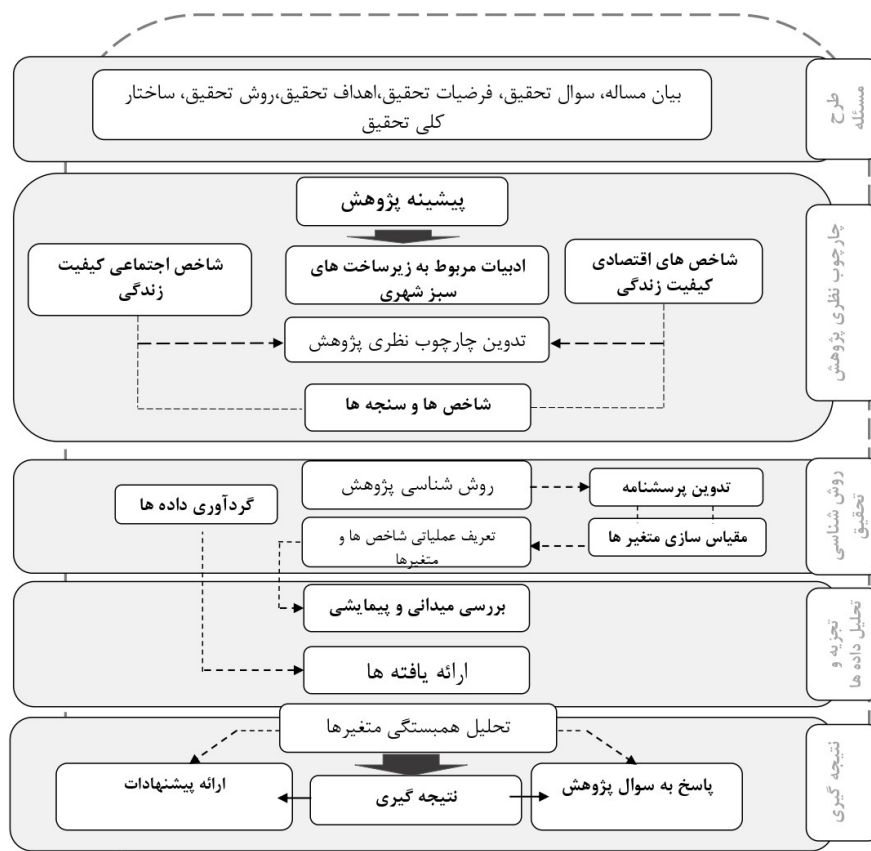 بیان مساله، سوال تحقیق، فرضیات تحقیق،اهداف تحقیق،روش تحقیق، ساختار
کلی تحقیق
طرح
مسئله
پیشینه پژوهش
شاخص های اقتصادی
کیفیت زندگی
ادبیات مربوط به زیرساخت های
سبز شهری
شاخص اجتماعی کیفیت
زندگی
تدوین چارچوب نظری پژوهش
شاخص ها و سنجه ها
چارچوب نظری پژوهش
روش شناسی پژوهش
تدوین پرسشنامه
گردآوری داده ها
مقیاس سازی متغیر ها
تعریف عملیاتی شاخص ها و
متغیرها
روش شناسی
تحقیق
بررسی میدانی و پیمایشی
ارائه یافته ها
تجزیه و
تحلیل داده ها
تحلیل همبستگی متغیرها
پاسخ به سوال پژوهش
نتیجه گیری
ارائه پیشنهادات
نتیجه گیری